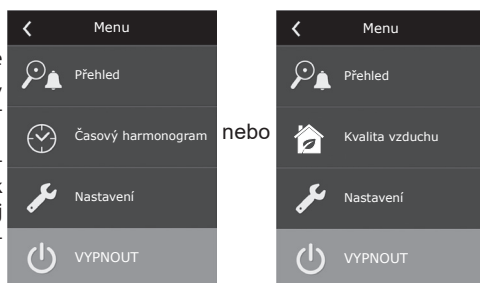 Menu
Přehled
Časový harmonogram
Nastavení
VYPNOUT
nebo
Menu
Přehled
Kvalita vzduchu
Nastavení
VYPNOUT